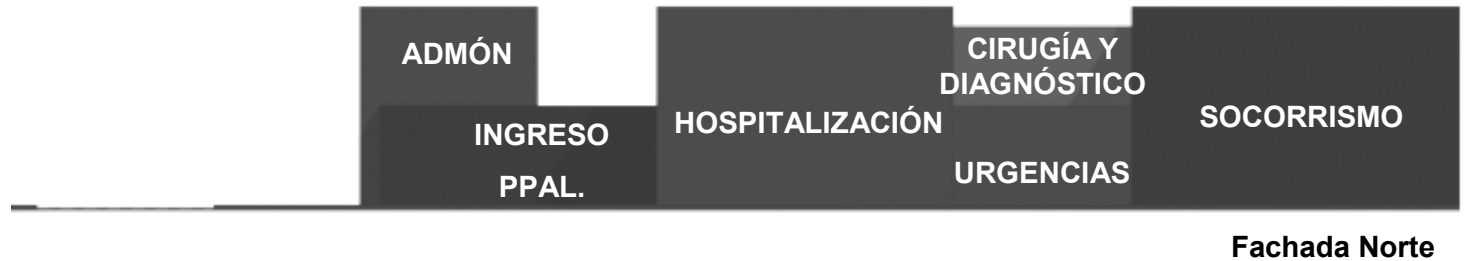 ADMÓN
INGRESO
PPAL.
HOSPITALIZACIÓN
CIRUGÍA Y
DIAGNÓSTICO
URGENCIAS
SOCORRISMO
Fachada Norte